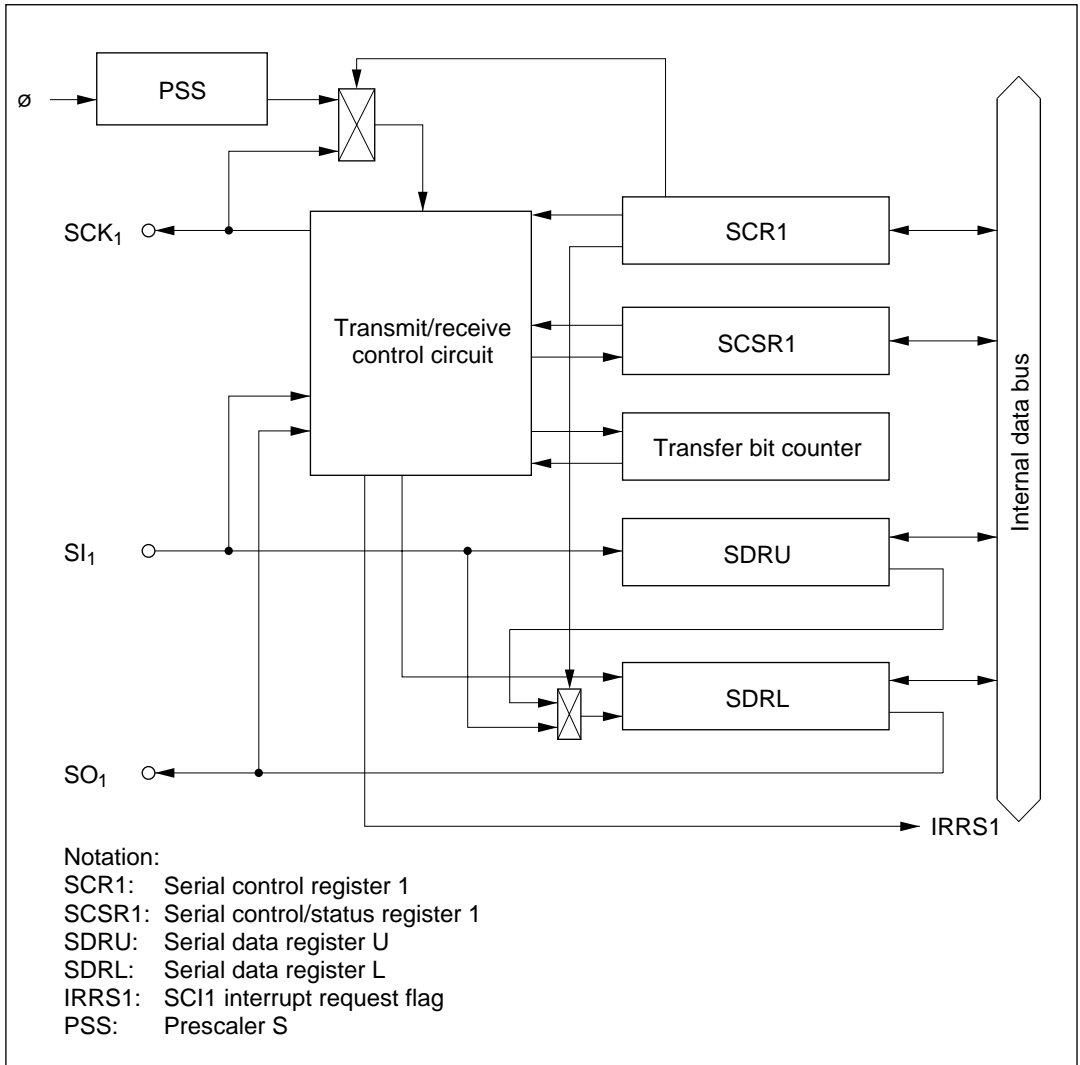 PSS
ø
SCK1
SCR1
Transmit/receive
control circuit
SCSR1
Transfer bit counter
Internal data bus
SI1
SDRU
SDRL
SO1
IRRS1
Notation:
SCR1: Serial control register 1
SCSR1: Serial control/status register 1
SDRU: Serial data register U
SDRL: Serial data register L
IRRS1: SCI1 interrupt request flag
PSS: Prescaler S